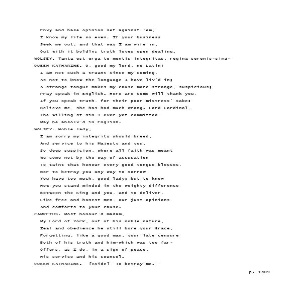 Envy and base opinion set against 'em,
I know my life so even. If your business
Seek me out, and that way I am wife in,
Out with it boldly; truth loves open dealing.
WOLSEY. Tanta est erga te mentis integritas, regina serenissima-
QUEEN KATHARINE. O, good my lord, no Latin!
I am not such a truant since my coming,
As not to know the language I have liv'd in;
A strange tongue makes my cause more strange, suspicious;
Pray speak in English. Here are some will thank you,
If you speak truth, for their poor mistress' sake:
Believe me, she has had much wrong. Lord Cardinal,
The willing'st sin I ever yet committed
May be absolv'd in English.
WOLSEY. Noble lady,
I am sorry my integrity should breed,
And service to his Majesty and you,
So deep suspicion, where all faith was meant.
We come not by the way of accusation
To taint that honour every good tongue blesses,
Nor to betray you any way to sorrow-
You have too much, good lady; but to know
How you stand minded in the weighty difference
Between the King and you, and to deliver,
Like free and honest men, our just opinions
And comforts to your cause.
CAMPEIUS. Most honour'd madam,
My Lord of York, out of his noble nature,
Zeal and obedience he still bore your Grace,
Forgetting, like a good man, your late censure
Both of his truth and him-which was too far-
Offers, as I do, in a sign of peace,
His service and his counsel.
QUEEN KATHARINE. [Aside] To betray me.